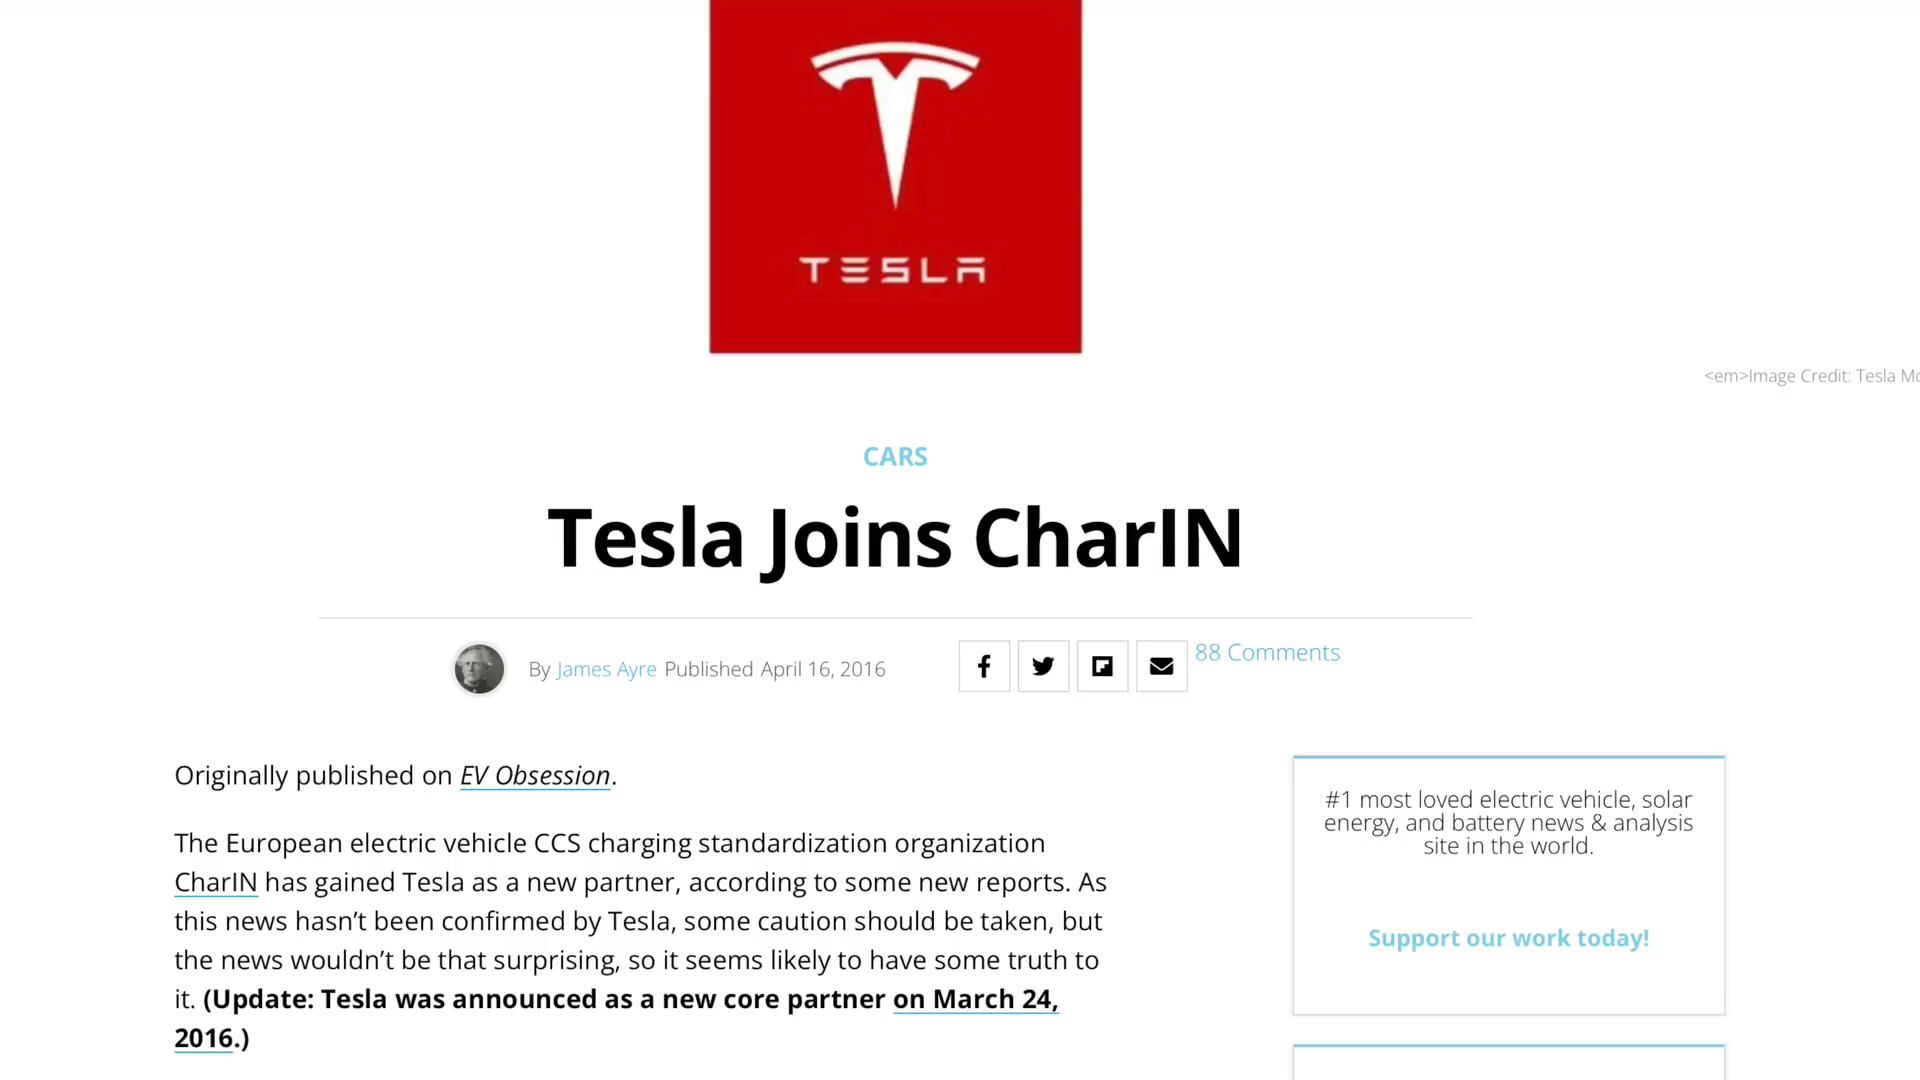 TESLA
<em>Image Credit: Tesla
CARS
Tesla Joins CharIN
By James Ayre Published April 16, 2016
88 Comments
Originally published on EV Obsession.
The European electric vehicle CCS charging standardization organization
CharIN has gained Tesla as a new partner, according to some new reports. As
this news hasn’t been confirmed by Tesla, some caution should be taken, but
the news wouldn’t be that surprising, so it seems likely to have some truth to
it. (Update: Tesla was announced as a new core partner on March 24,
2016.)
#1 most loved electric vehicle, solar
energy, and battery news & analysis
site in the world.
Support our work today!